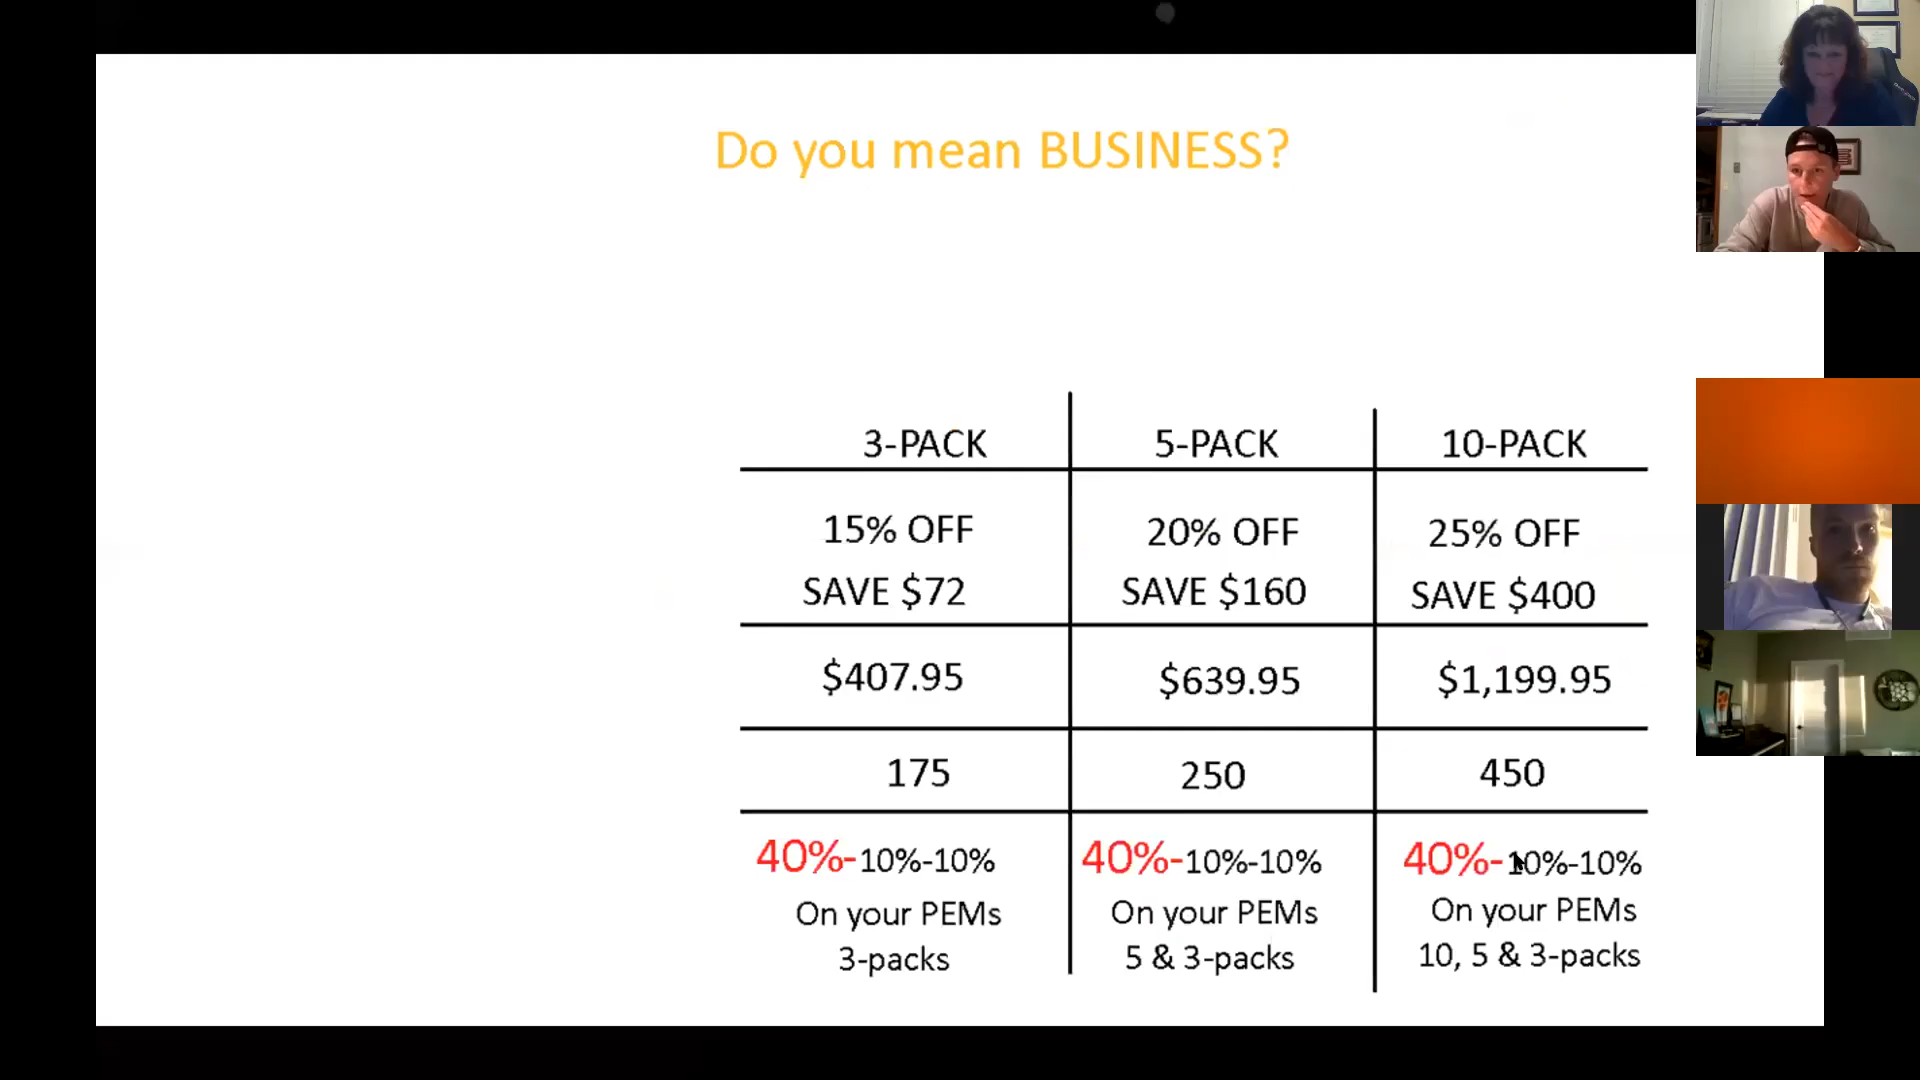 Do you mean BUSINESS?
3-PACK 5-PACK 10-PACK
15% OFF 20% OFF 25% OFF
SAVE $72 SAVE $160 SAVE $400
$407.95 $639.95 $1,199.95
175 250 450
40%-10%-10% 40%-10%-10% 40%-10%-10%
On your PEMs On your PEMs On your PEMs
3-packs 5 & 3-packs 10, 5 & 3-packs